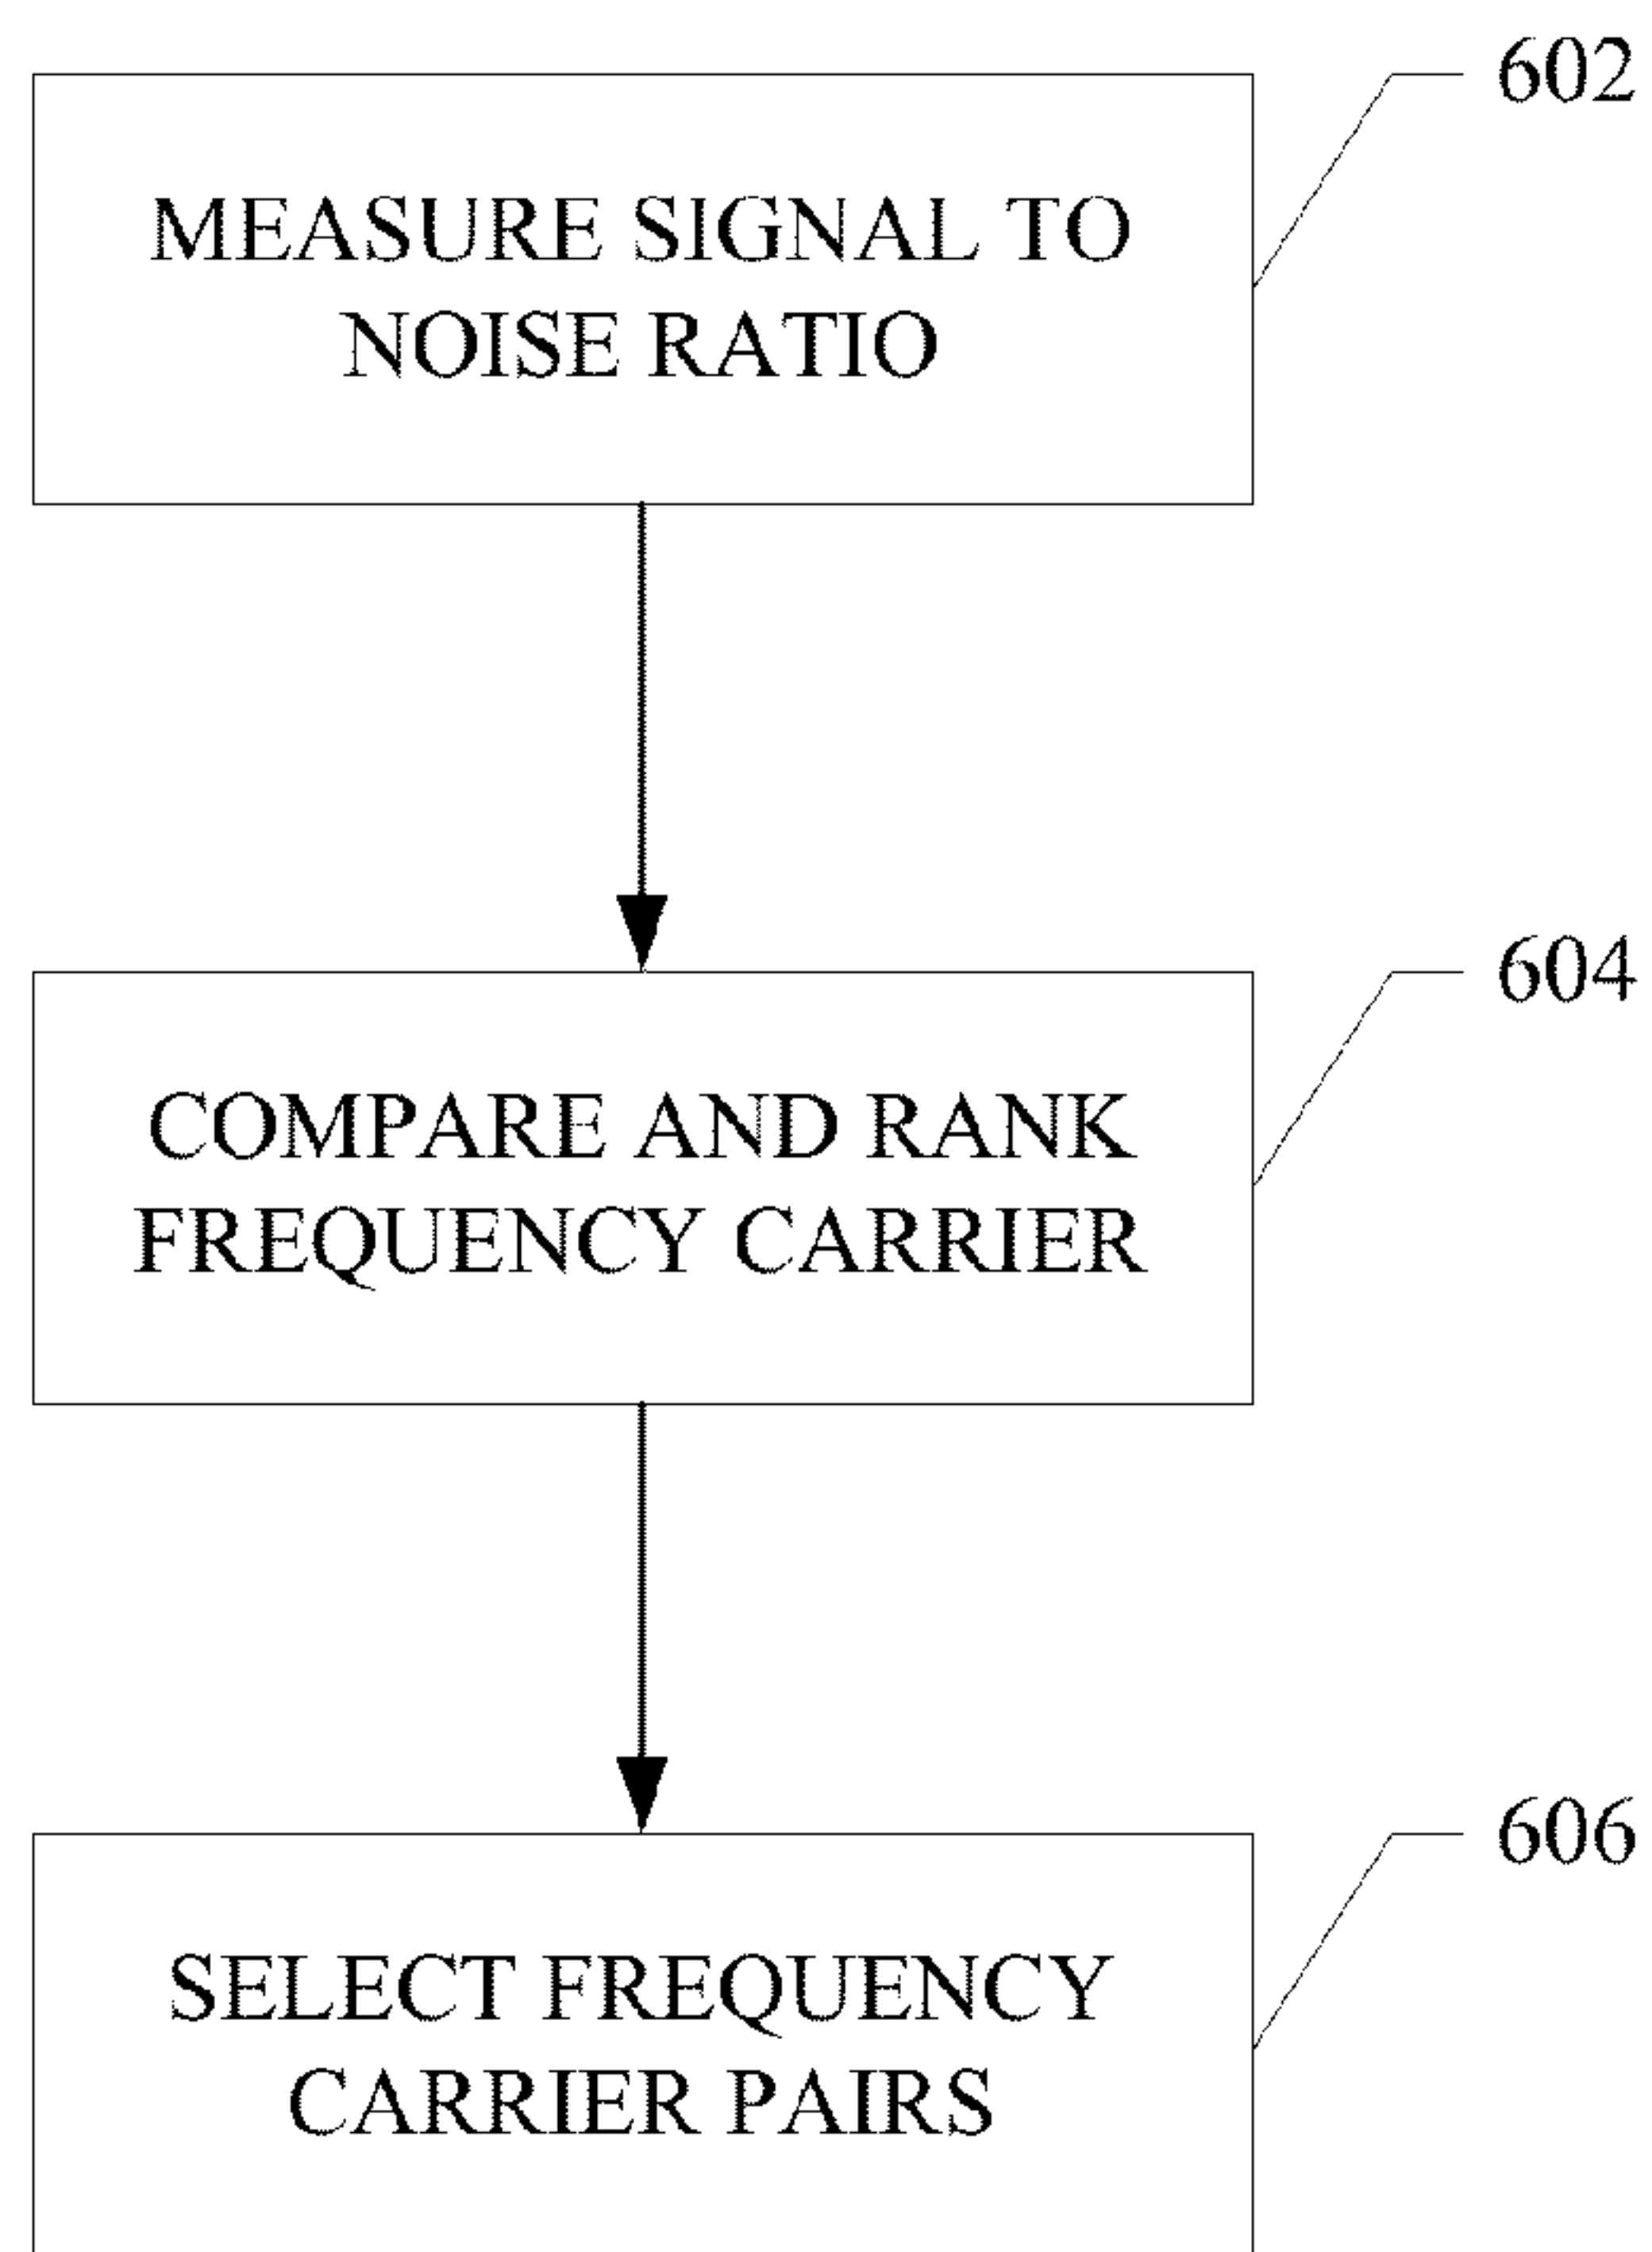 602
MEASURE SIGNAL TO
NOISE RATIO
604
COMPARE AND RANK
FREQUENCY CARRIER
606
SELECT FREQUENCY
CARRIER PAIRS